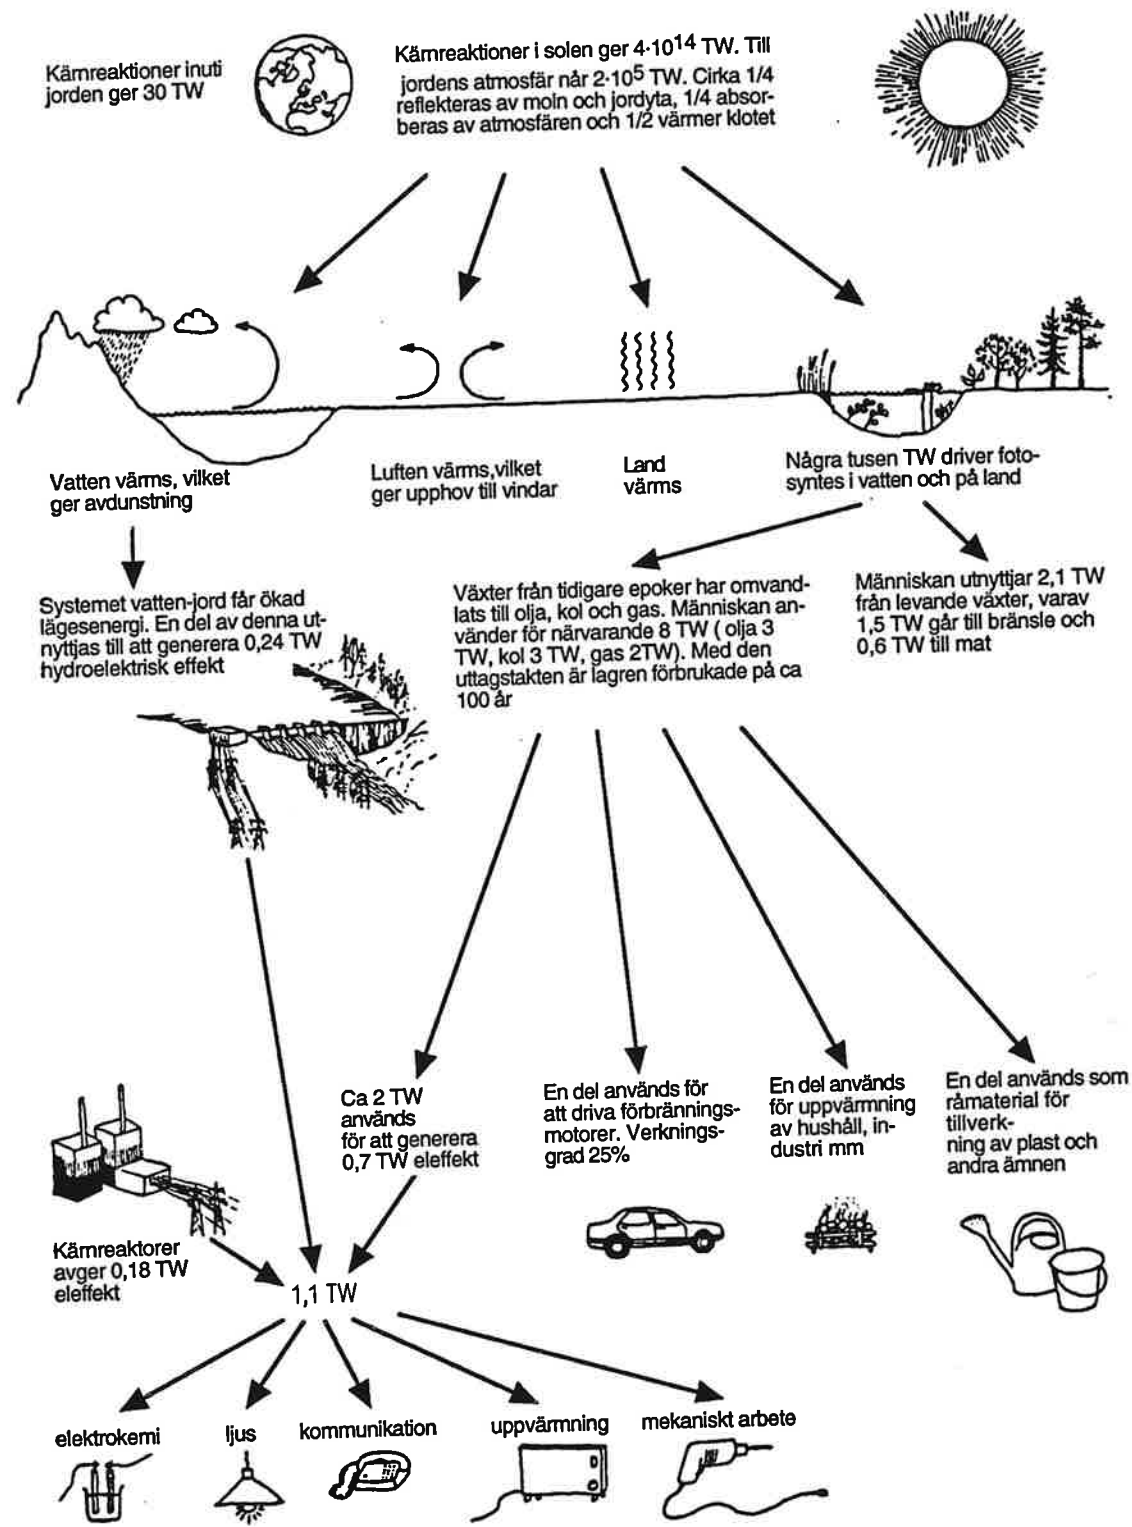 Kärnreaktioner inuti
jorden ger 30 TW
Kärnreaktioner i solen ger 4·10¹⁴ TW. Till
jordens atmosfär når 2·10⁵ TW. Cirka 1/4
reflekteras av moln och jordyta, 1/4 absor-
beras av atmosfären och 1/2 värmer klotet
Vatten värms, vilket
ger avdunstning
Luften värms,vilket
ger upphov till vindar
Land
värms
Några tusen TW driver foto-
syntes i vatten och på land
Systemet vatten-jord får ökad
lägesenergi. En del av denna ut-
nyttjas till att generera 0,24 TW
hydroelektrisk effekt
Växter från tidigare epoker har omvand-
lats till olja, kol och gas. Människan an-
vänder för närvarande 8 TW ( olja 3
TW, kol 3 TW, gas 2TW). Med den
uttagstakten är lagren förbrukade på ca
100 år
Människan utnyttjar 2,1 TW
från levande växter, varav
1,5 TW går till bränsle och
0,6 TW till mat
Ca 2 TW
används
för att generera
0,7 TW eleffekt
En del används för
att driva förbrännings-
motorer. Verknings-
grad 25%
En del används
för uppvärmning
av hushåll, in-
dustri mm
En del används som
råmaterial för
tillverk-
ning av plast och
andra ämnen
Kärnreaktorer
avger 0,18 TW
eleffekt
1,1 TW
elektrokemi
ljus
kommunikation
uppvärmning
mekaniskt arbete